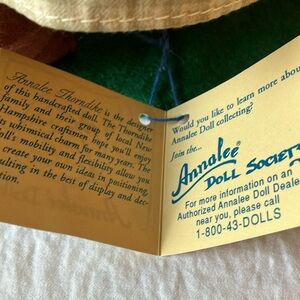 Annalee Thorndike is the designer
of this handcrafted doll. The Thorndike
family and their group of local New
Hampshire craftsmen hope you'll enjoy
its whimsical charm for many years.
doll's mobility and flexibility allow you
create your own ideas in positioning,
resulting in the best of display and dec-
Would you like to learn more about
Annalee Doll collecting?
Join the...
Annalee®
DOLL SOCIETY
For more information on an
Authorized Annalee Doll Dealer
near you, please call
1-800-43-DOLLS